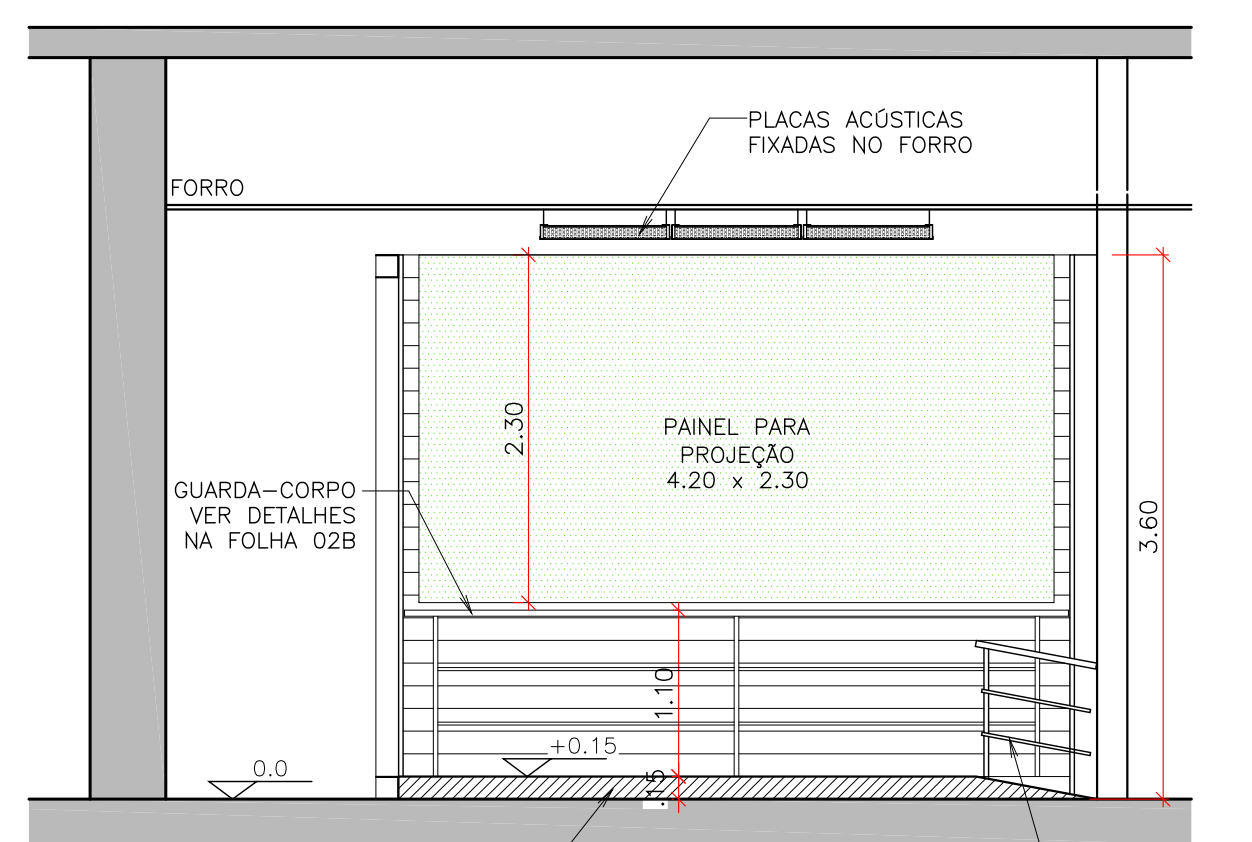 PLACAS ACÚSTICAS
FIXADAS NO FORRO
FORRO
2.30
PAINEL PARA
PROJEÇÃO
4.20 x 2.30
GUARDA-CORPO
VER DETALHES
NA FOLHA 02B
3.60
1.10
+0.15
0.0
.15